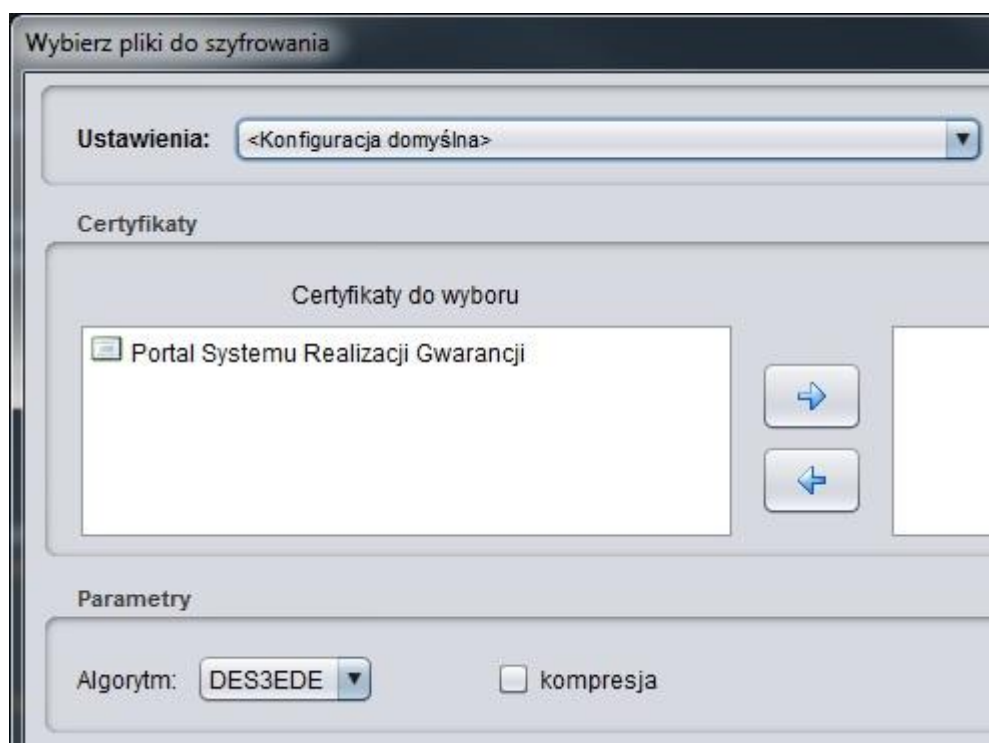 Wybierz pliki do szyfrowania
Ustawienia: <Konfiguracja domyślna>
Certyfikaty
Certyfikaty do wyboru
Portal Systemu Realizacji Gwarancji
Parametry
Algorytm: DES3EDE kompresja